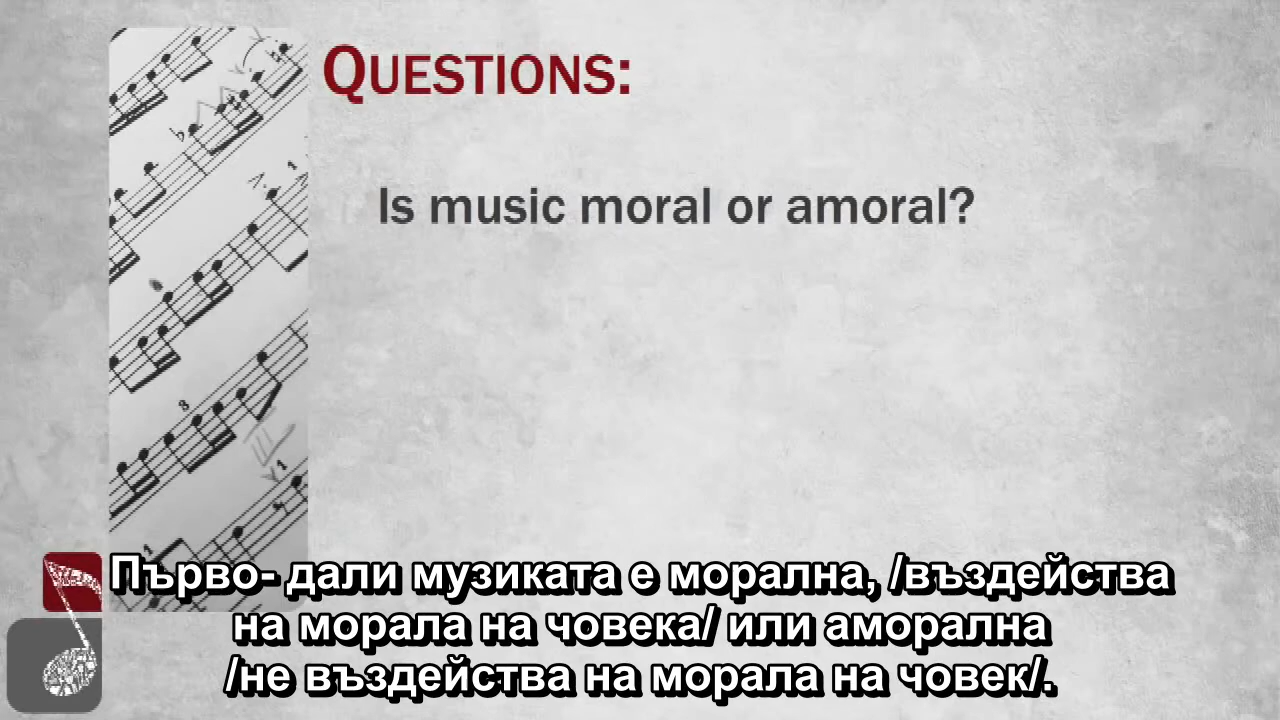 QUESTIONS:
Is music moral or amoral?
Първо- дали музиката е морална, /въздейства
на морала на човека/ или аморална
/не въздейства на морала на човек/.